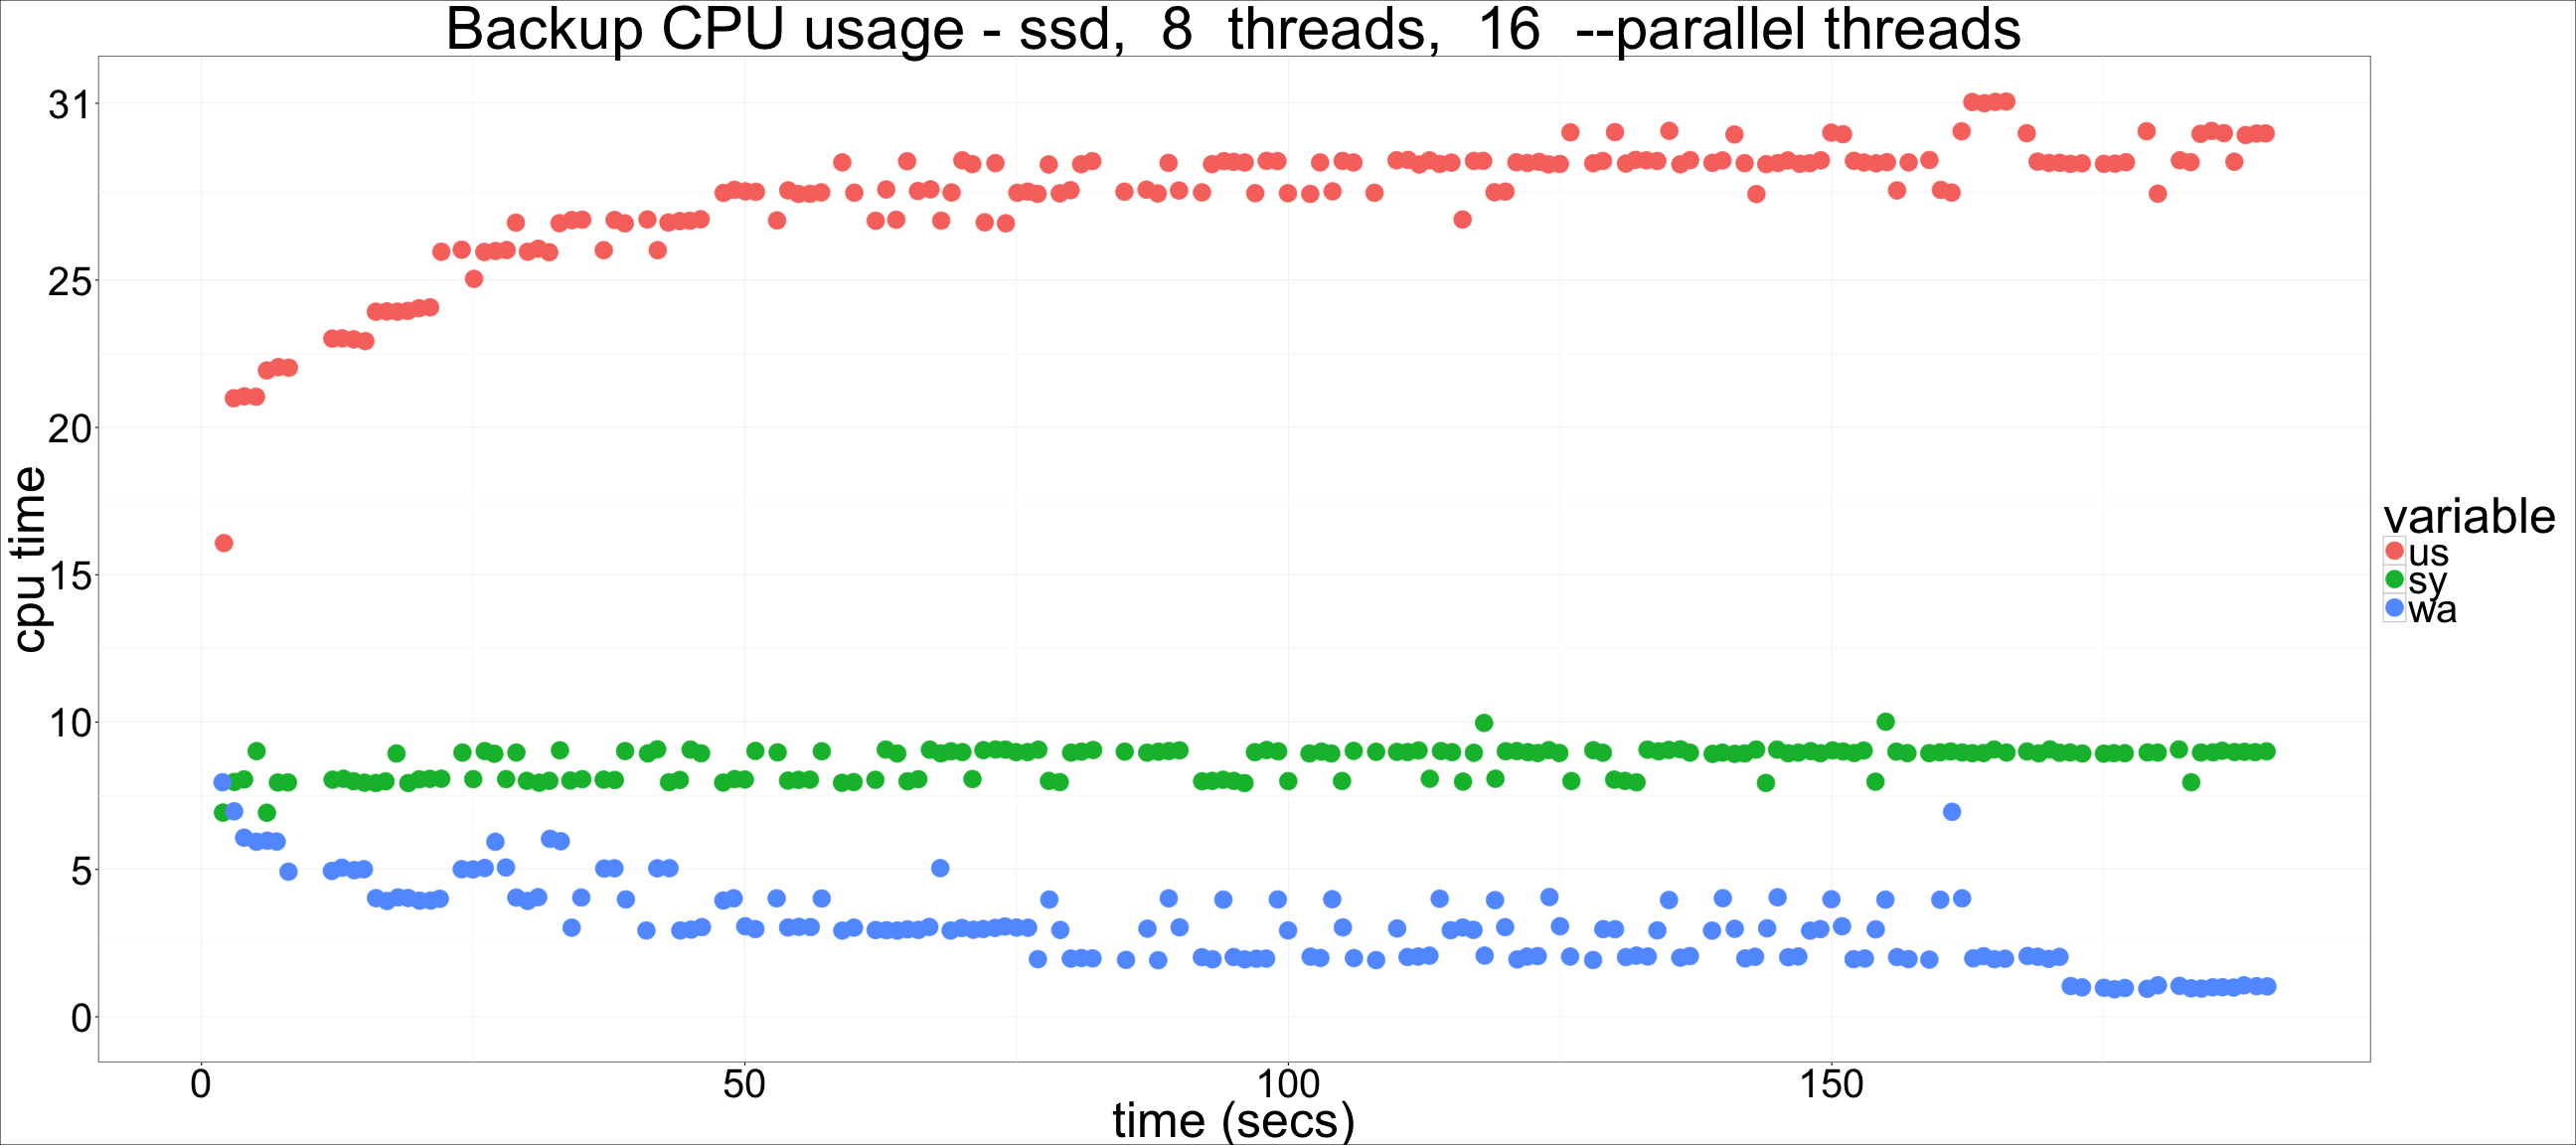 Backup CPU usage - ssd, 8 threads, 16 --parallel threads
31
25
20
15
10
5
0
cpu time
0 50 100 150
time (secs)
variable
us
sy
wa